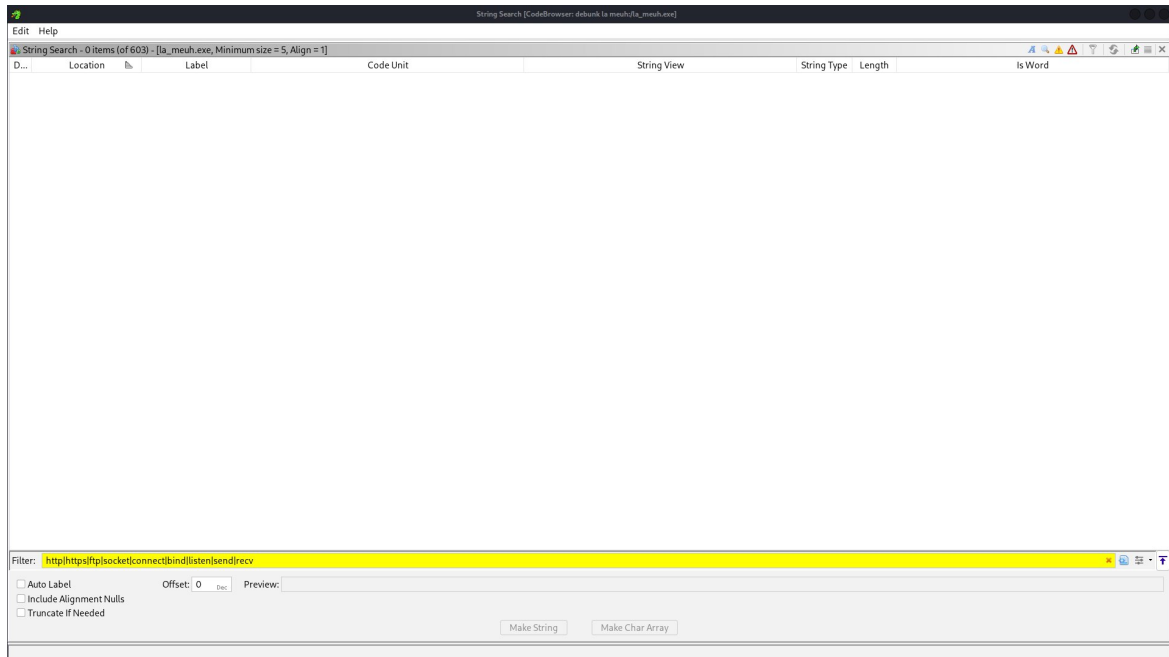 String Search [CodeBrowser: debunk la meuh:/la_meuh.exe]
Edit Help
String Search - 0 items (of 603) - [la_meuh.exe, Minimum size = 5, Align = 1]
D... Location Label Code Unit String View String Type Length Is Word
Filter: http|https|ftp|socket|connect|bind|listen|send|recv
Auto Label Offset: 0 Dec Preview:
Include Alignment Nulls
Truncate If Needed
Make String Make Char Array